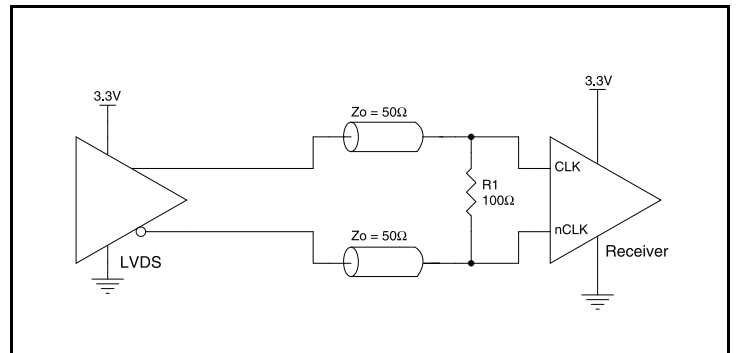 3.3V
LVDS
Zo = 50Ω
Zo = 50Ω
R1
100Ω
3.3V
CLK
nCLK
Receiver